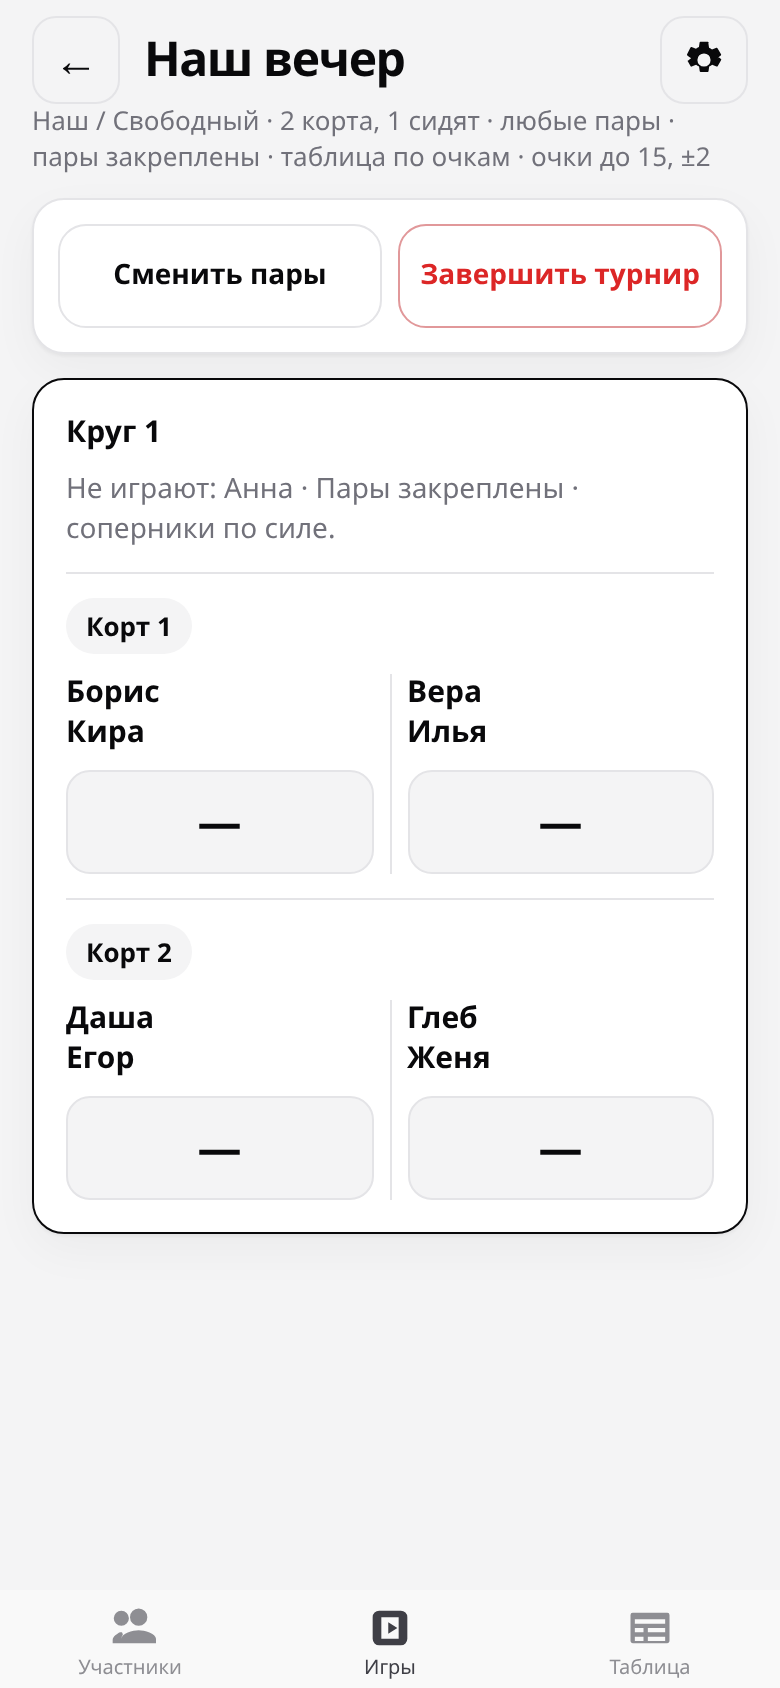 ← Наш вечер
Наш / Свободный · 2 корта, 1 сидят · любые пары ·
пары закреплены · таблица по очкам · очки до 15, ±2
Сменить пары
Завершить турнир
Круг 1
Не играют: Анна · Пары закреплены ·
соперники по силе.
Корт 1
Борис
Кира
Вера
Илья
—
—
Корт 2
Даша
Егор
Глеб
Женя
—
—
Участники
Игры
Таблица